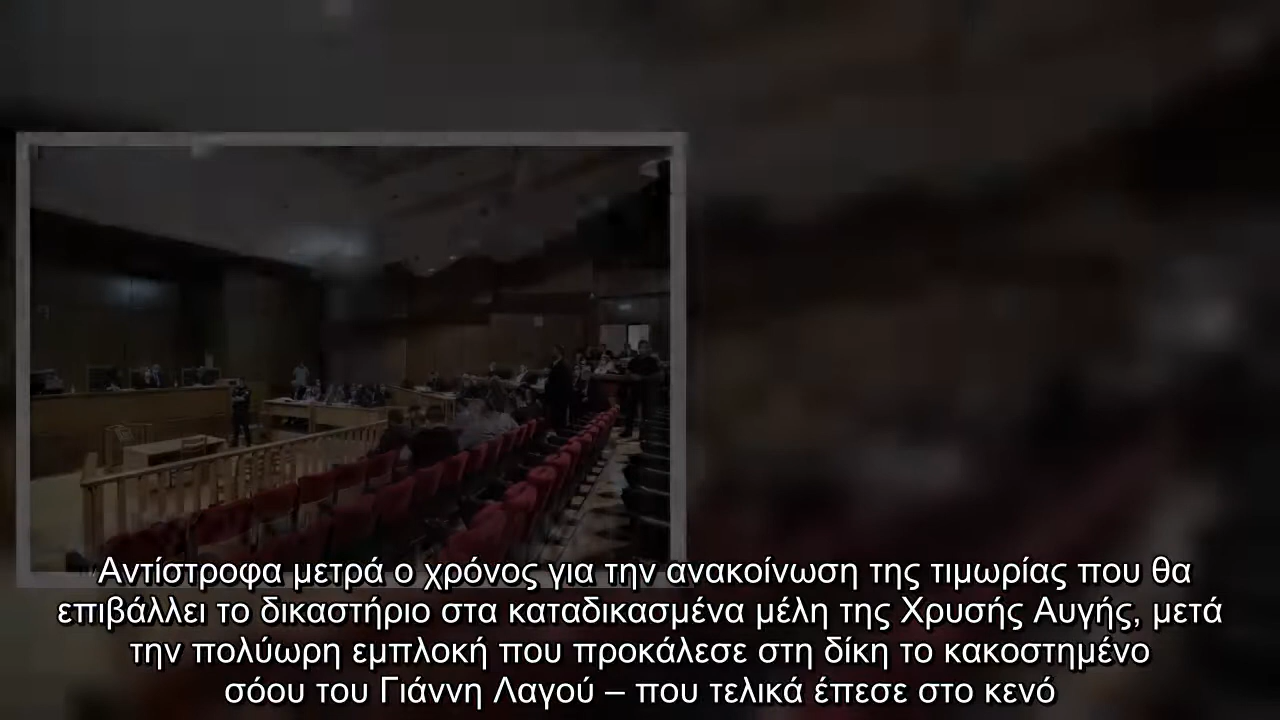 Αντίστροφα μετρά ο χρόνος για την ανακοίνωση της τιμωρίας που θα
επιβάλλει το δικαστήριο στα καταδικασμένα μέλη της Χρυσής Αυγής, μετά
την πολύωρη εμπλοκή που προκάλεσε στη δίκη το κακοστημένο
σόου του Γιάννη Λαγού – που τελικά έπεσε στο κενό